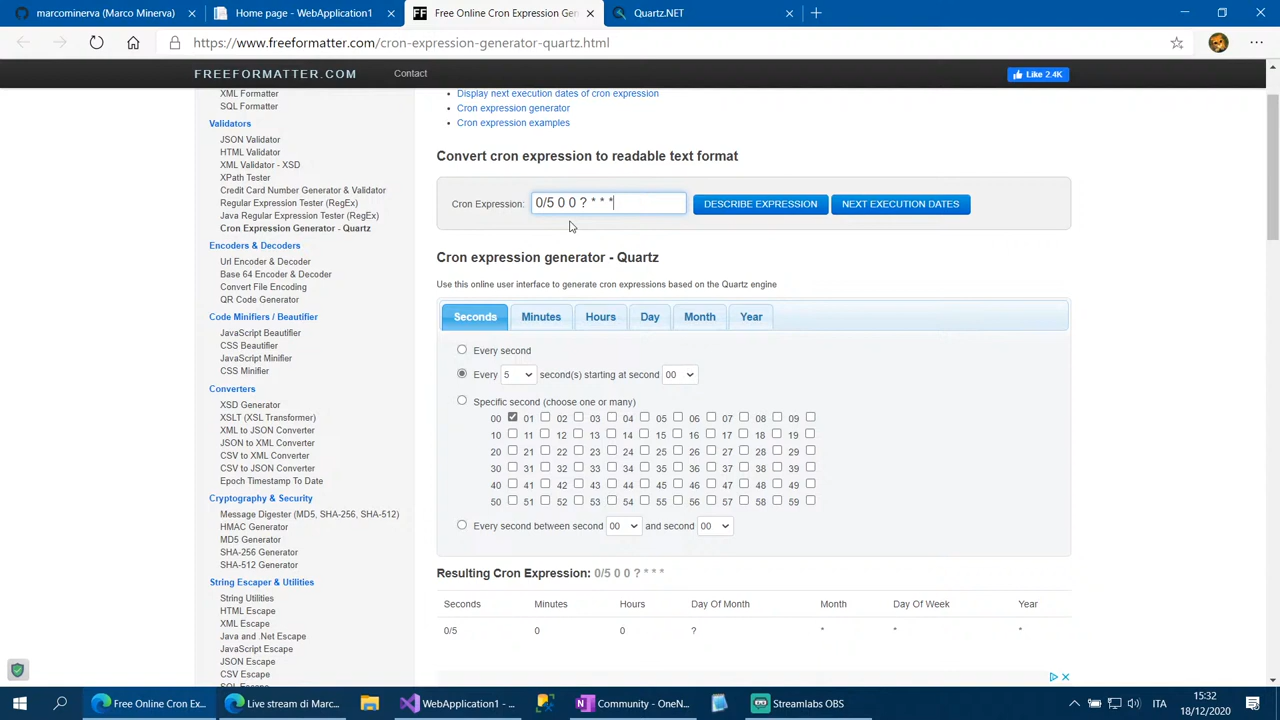 marcominerva (Marco Minerva)
Home page - WebApplication1
Free Online Cron Expression Gen
Quartz.NET
https://www.freeformatter.com/cron-expression-generator-quartz.html
FREEFORMATTER.COM
Contact
Like 2.4K
XML Formatter
SQL Formatter
Validators
JSON Validator
HTML Validator
XML Validator - XSD
XPath Tester
Credit Card Number Generator & Validator
Regular Expression Tester (RegEx)
Java Regular Expression Tester (RegEx)
Cron Expression Generator - Quartz
Encoders & Decoders
Url Encoder & Decoder
Base 64 Encoder & Decoder
Convert File Encoding
QR Code Generator
Code Minifiers / Beautifier
JavaScript Beautifier
CSS Beautifier
JavaScript Minifier
CSS Minifier
Converters
XSD Generator
XSLT (XSL Transformer)
XML to JSON Converter
JSON to XML Converter
CSV to XML Converter
CSV to JSON Converter
Epoch Timestamp To Date
Cryptography & Security
Message Digester (MD5, SHA-256, SHA-512)
HMAC Generator
MD5 Generator
SHA-256 Generator
SHA-512 Generator
String Escaper & Utilities
String Utilities
HTML Escape
XML Escape
Java and .Net Escape
JavaScript Escape
JSON Escape
CSV Escape
SQL Escape
Display next execution dates of cron expression
Cron expression generator
Cron expression examples
Convert cron expression to readable text format
Cron Expression: 0/5 0 0 ? * * * DESCRIBE EXPRESSION NEXT EXECUTION DATES
Cron expression generator - Quartz
Use this online user interface to generate cron expressions based on the Quartz engine
Seconds Minutes Hours Day Month Year
Every second
Every 5 second(s) starting at second 00
Specific second (choose one or many)
00 01 02 03 04 05 06 07 08 09
10 11 12 13 14 15 16 17 18 19
20 21 22 23 24 25 26 27 28 29
30 31 32 33 34 35 36 37 38 39
40 41 42 43 44 45 46 47 48 49
50 51 52 53 54 55 56 57 58 59
Every second between second 00 and second 00
Resulting Cron Expression: 0/5 0 0 ? * * *
Seconds Minutes Hours Day Of Month Month Day Of Week Year
0/5 0 0 ? * * *
Free Online Cron Ex...
Live stream di Marc...
WebApplication1 - ...
Community - OneN...
Streamlabs OBS
ITA
15:32
18/12/2020